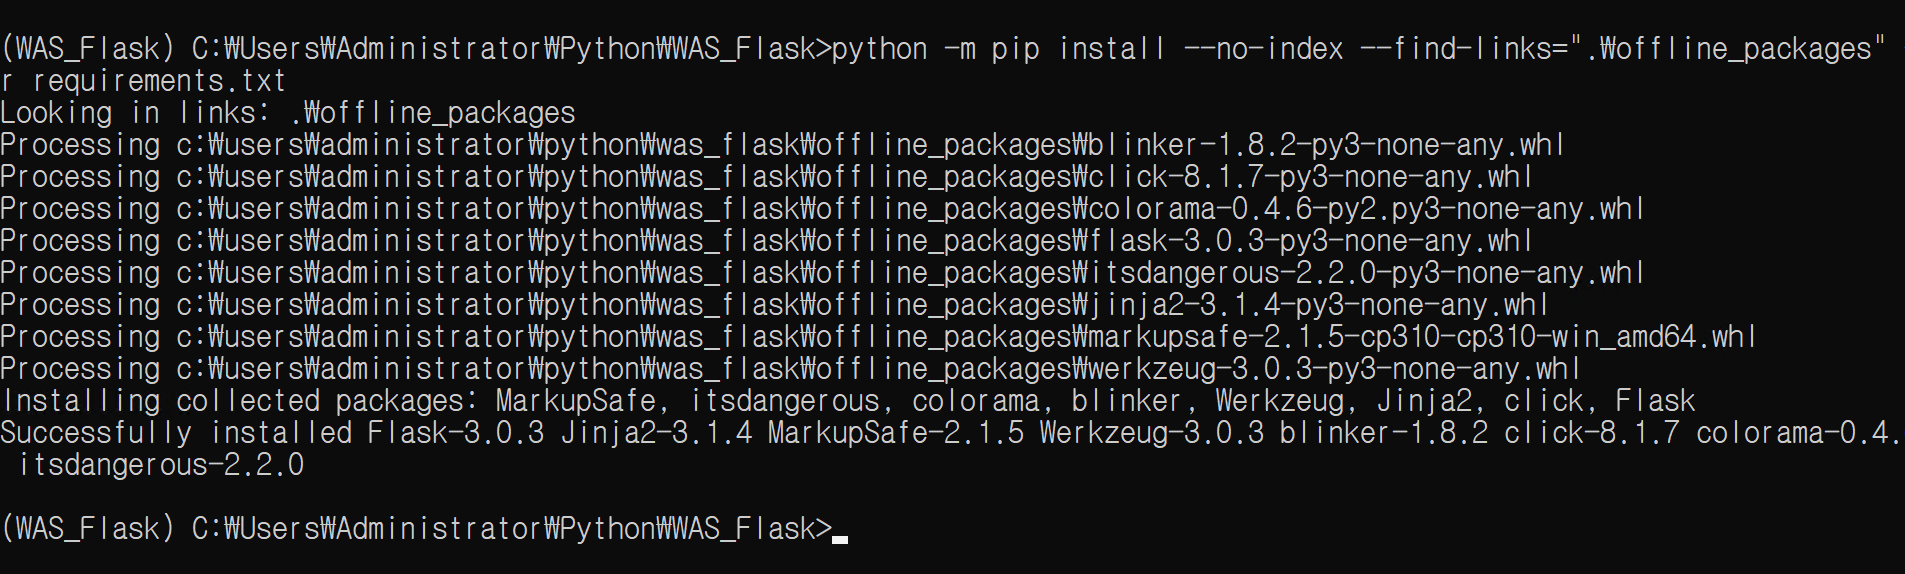 (WAS_Flask) C:₩Users₩Administrator₩Python₩WAS_Flask>python -m pip install --no-index --find-links=".₩offline_packages"
r requirements.txt
Looking in links: .₩offline_packages
Processing c:₩users₩administrator₩python₩was_flask₩offline_packages₩blinker-1.8.2-py3-none-any.whl
Processing c:₩users₩administrator₩python₩was_flask₩offline_packages₩click-8.1.7-py3-none-any.whl
Processing c:₩users₩administrator₩python₩was_flask₩offline_packages₩colorama-0.4.6-py2.py3-none-any.whl
Processing c:₩users₩administrator₩python₩was_flask₩offline_packages₩flask-3.0.3-py3-none-any.whl
Processing c:₩users₩administrator₩python₩was_flask₩offline_packages₩itsdangerous-2.2.0-py3-none-any.whl
Processing c:₩users₩administrator₩python₩was_flask₩offline_packages₩jinja2-3.1.4-py3-none-any.whl
Processing c:₩users₩administrator₩python₩was_flask₩offline_packages₩markupsafe-2.1.5-cp310-cp310-win_amd64.whl
Processing c:₩users₩administrator₩python₩was_flask₩offline_packages₩werkzeug-3.0.3-py3-none-any.whl
Installing collected packages: MarkupSafe, itsdangerous, colorama, blinker, Werkzeug, Jinja2, click, Flask
Successfully installed Flask-3.0.3 Jinja2-3.1.4 MarkupSafe-2.1.5 Werkzeug-3.0.3 blinker-1.8.2 click-8.1.7 colorama-0.4.
itsdangerous-2.2.0
(WAS_Flask) C:₩Users₩Administrator₩Python₩WAS_Flask>